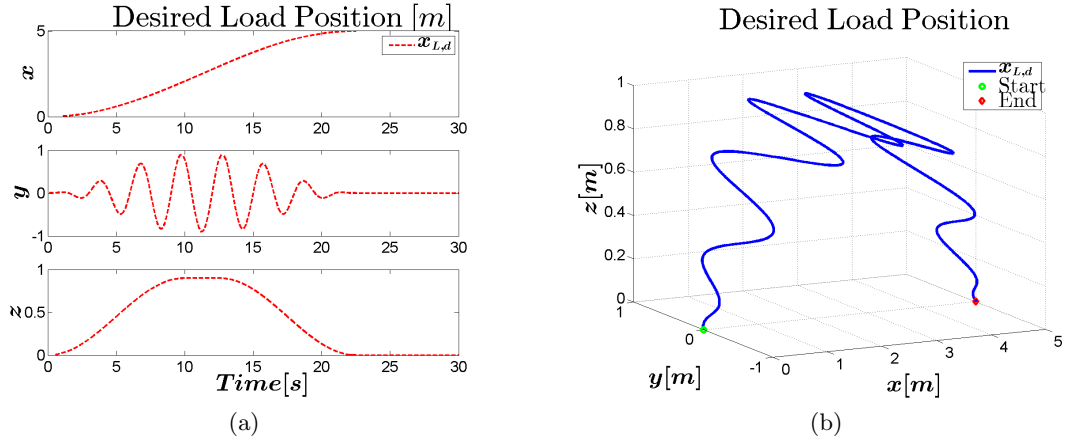 Desired Load Position [m]
x_{L,d}
x
5
0
0 5 10 15 20 25 30
y
1
0
-1
0 5 10 15 20 25 30
z
1
0.5
0
0 5 10 15 20 25 30
Time[s]
(a)
Desired Load Position
x_{L,d}
Start
End
z[m]
1
0.8
0.6
0.4
0.2
0
1
0
-1
y[m]
0
1
2
3
4
5
x[m]
(b)